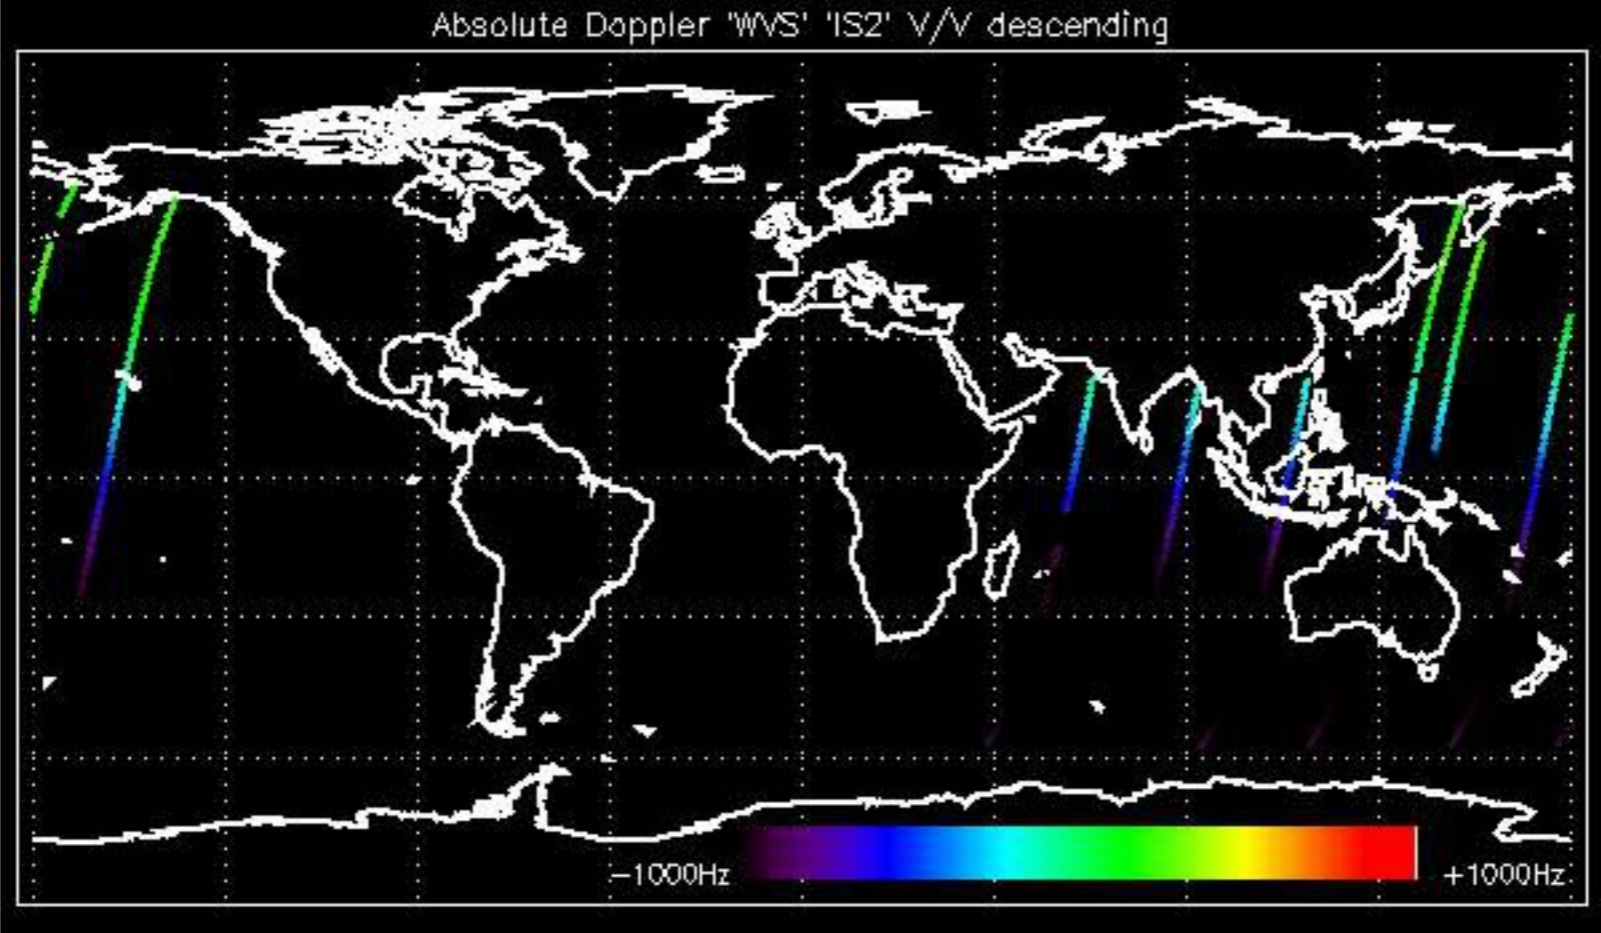 Absolute Doppler 'WVS' 'IS2' V/V descending
−1000Hz
+1000Hz